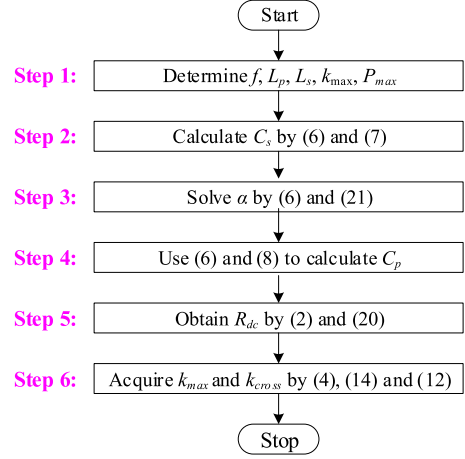 Start
Step 1: Determine f, Lp, Ls, kmax, Pmax
Step 2: Calculate Cs by (6) and (7)
Step 3: Solve α by (6) and (21)
Step 4: Use (6) and (8) to calculate Cp
Step 5: Obtain Rdc by (2) and (20)
Step 6: Acquire kmax and kcross by (4), (14) and (12)
Stop